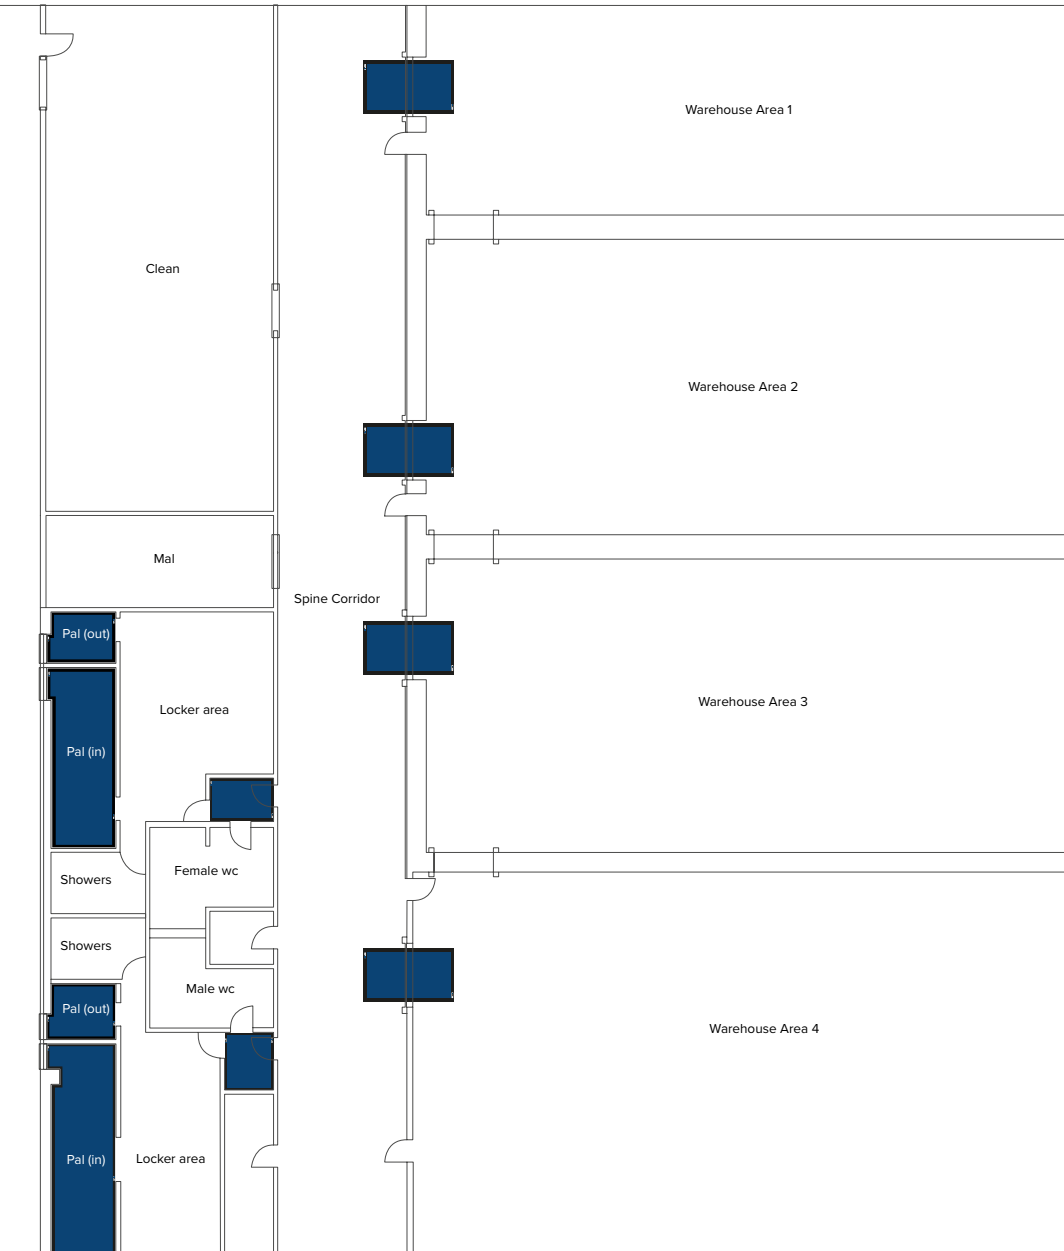 Warehouse Area 1
Clean
Warehouse Area 2
Mal
Spine Corridor
Pal (out)
Locker area
Warehouse Area 3
Pal (in)
Female wc
Showers
Showers
Male wc
Pal (out)
Warehouse Area 4
Pal (in)
Locker area